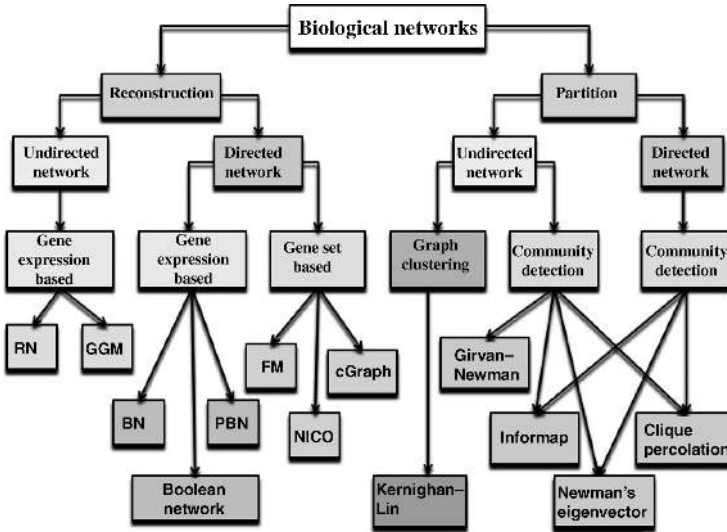 Biological networks
Reconstruction
Partition
Undirected
network
Directed
network
Undirected
network
Directed
network
Gene
expression
based
Gene
expression
based
Gene set
based
Graph
clustering
Community
detection
Community
detection
RN
GGM
FM
cGraph
Girvan–
Newman
BN
PBN
NICO
Informap
Clique
percolation
Boolean
network
Kernighan–
Lin
Newman's
eigenvector